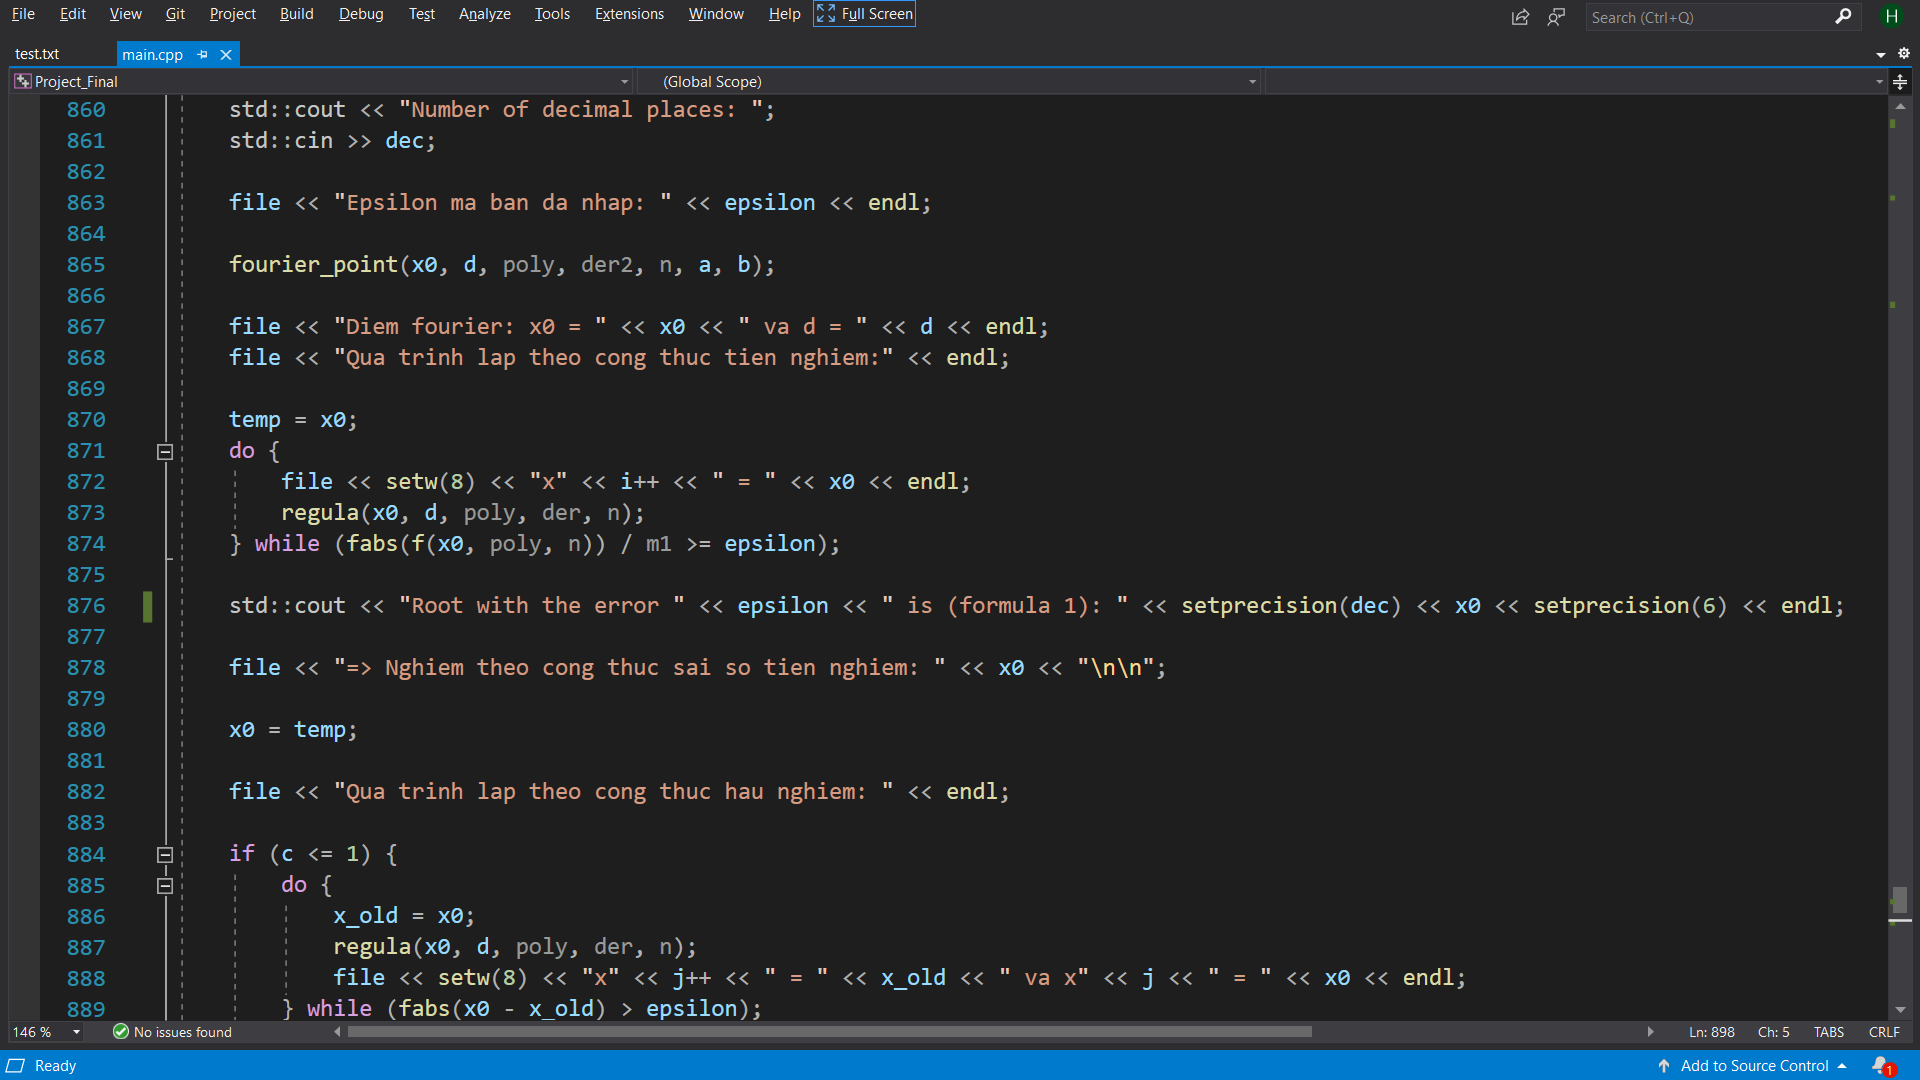 File Edit View Git Project Build Debug Test Analyze Tools Extensions Window Help Full Screen Search (Ctrl+Q) H
test.txt main.cpp
Project_Final (Global Scope)
860 std::cout << "Number of decimal places: ";
861 std::cin >> dec;
862
863 file << "Epsilon ma ban da nhap: " << epsilon << endl;
864
865 fourier_point(x0, d, poly, der2, n, a, b);
866
867 file << "Diem fourier: x0 = " << x0 << " va d = " << d << endl;
868 file << "Qua trinh lap theo cong thuc tien nghiem:" << endl;
869
870 temp = x0;
871 do {
872 file << setw(8) << "x" << i++ << " = " << x0 << endl;
873 regula(x0, d, poly, der, n);
874 } while (fabs(f(x0, poly, n)) / m1 >= epsilon);
875
876 std::cout << "Root with the error " << epsilon << " is (formula 1): " << setprecision(dec) << x0 << setprecision(6) << endl;
877
878 file << "=> Nghiem theo cong thuc sai so tien nghiem: " << x0 << "\n\n";
879
880 x0 = temp;
881
882 file << "Qua trinh lap theo cong thuc hau nghiem: " << endl;
883
884 if (c <= 1) {
885 do {
886 x_old = x0;
887 regula(x0, d, poly, der, n);
888 file << setw(8) << "x" << j++ << " = " << x_old << " va x" << j << " = " << x0 << endl;
889 } while (fabs(x0 - x_old) > epsilon);
146 % No issues found Ln: 898 Ch: 5 TABS CRLF
Ready Add to Source Control 1